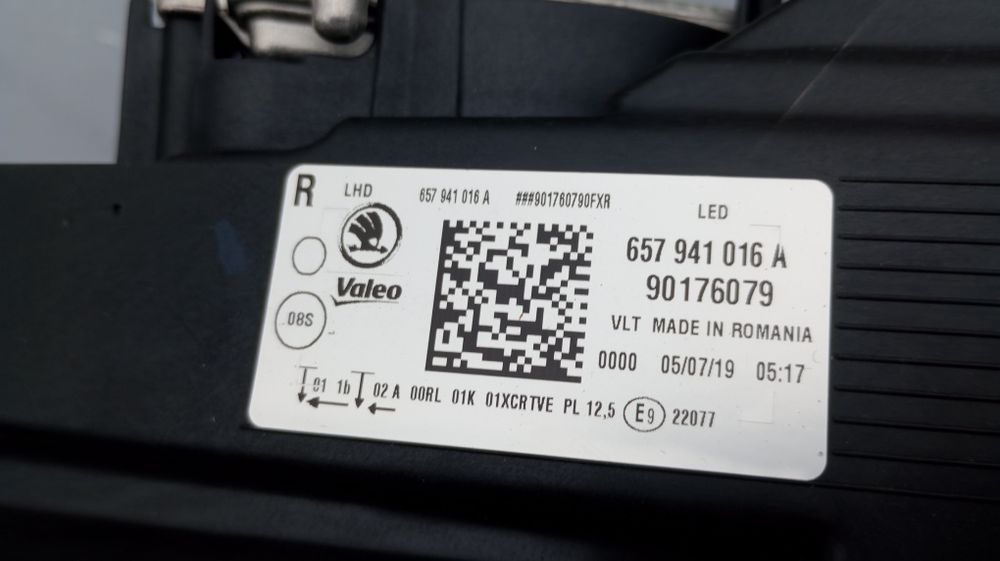 R LHD 657 941 016 A ###901760790FXR LED
657 941 016 A
Valeo 90176079
08S VLT MADE IN ROMANIA
0000 05/07/19 05:17
01 1b 02 A 00RL 01K 01XCRTVE PL 12,5 E9 22077